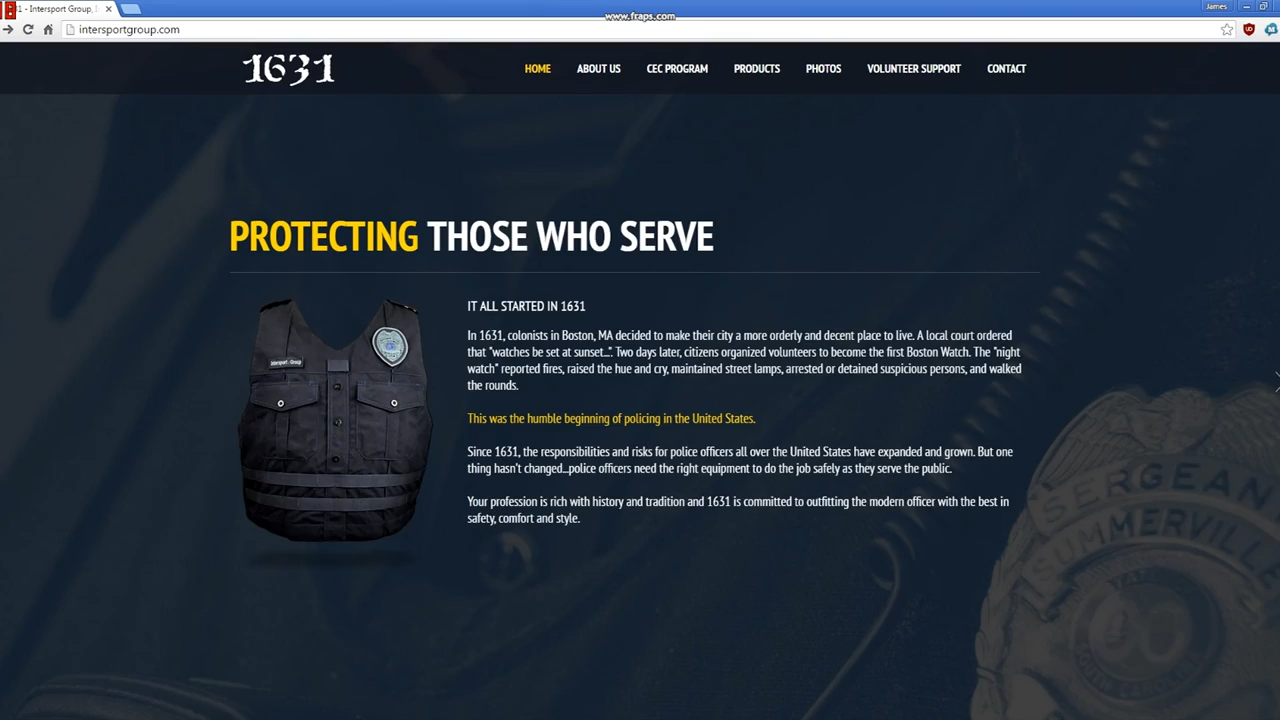 1 - Intersport Group, I
www.fraps.com
James
intersportgroup.com
1631
HOME ABOUT US CEC PROGRAM PRODUCTS PHOTOS VOLUNTEER SUPPORT CONTACT
PROTECTING THOSE WHO SERVE
Intersport Group
IT ALL STARTED IN 1631
In 1631, colonists in Boston, MA decided to make their city a more orderly and decent place to live. A local court ordered
that "watches be set at sunset...". Two days later, citizens organized volunteers to become the first Boston Watch. The "night
watch" reported fires, raised the hue and cry, maintained street lamps, arrested or detained suspicious persons, and walked
the rounds.
This was the humble beginning of policing in the United States.
Since 1631, the responsibilities and risks for police officers all over the United States have expanded and grown. But one
thing hasn't changed...police officers need the right equipment to do the job safely as they serve the public.
Your profession is rich with history and tradition and 1631 is committed to outfitting the modern officer with the best in
safety, comfort and style.
SERGEAN
SUMMERVILLE